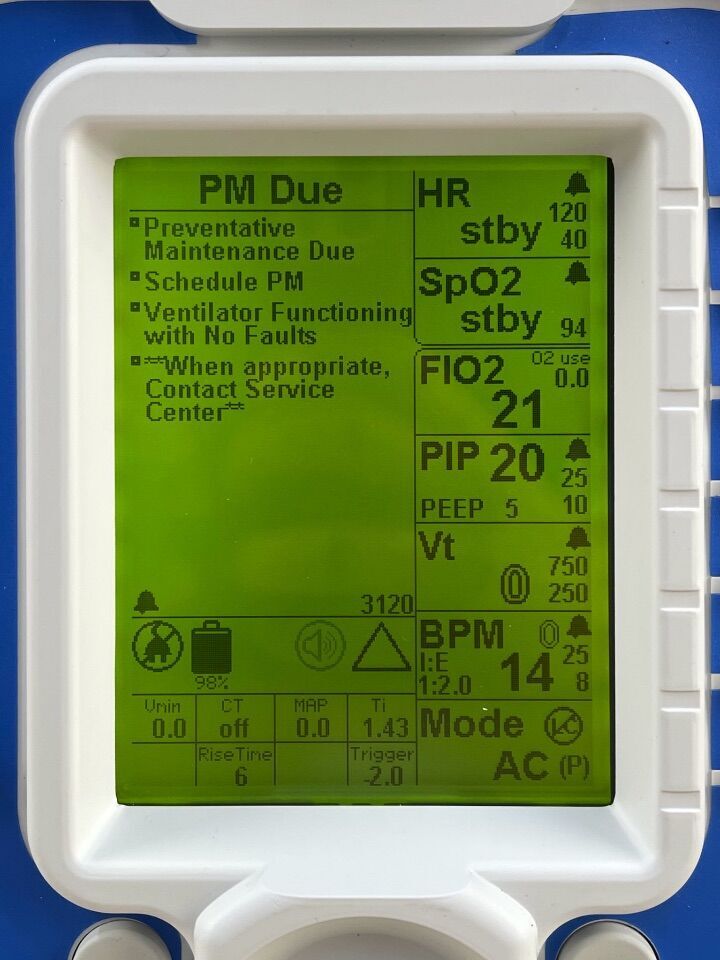 PM Due
Preventative
Maintenance Due
Schedule PM
Ventilator Functioning
with No Faults
**When appropriate,
Contact Service
Center**
3120
98%
HR
120
stby
40
SpO2
stby
94
FIO2
O2 use
0.0
21
PIP
20
25
PEEP 5
10
Vt
750
0
250
BPM
0
I:E
25
1:2.0
14
8
Vmin
CT
MAP
Ti
0.0
off
0.0
1.43
RiseTime
Trigger
6
-2.0
Mode
AC (P)